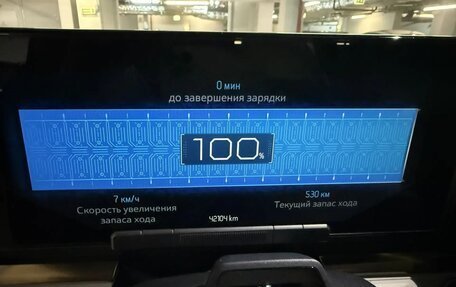 0 мин
до завершения зарядки
100%
7 км/ч
Скорость увеличения
запаса хода
530 км
Текущий запас хода
42104 km